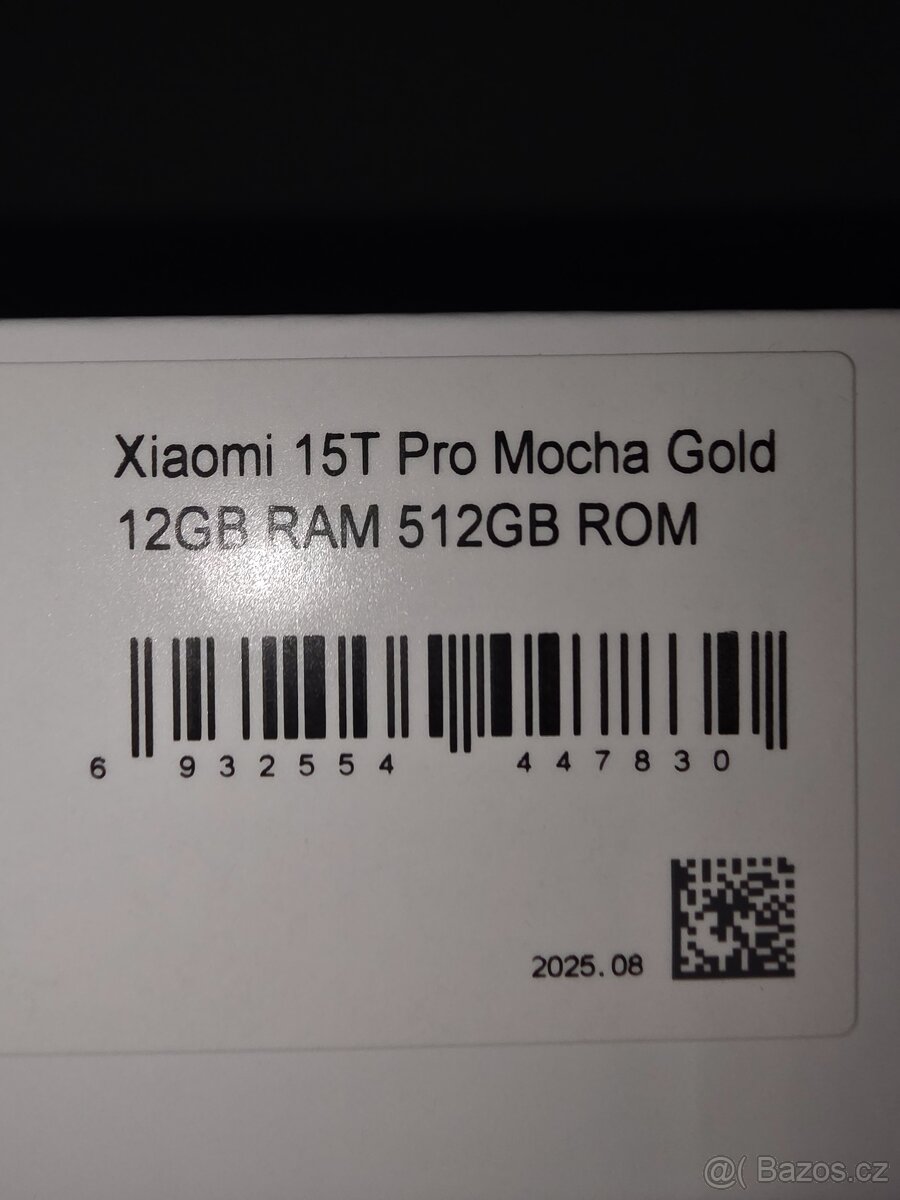 Xiaomi 15T Pro Mocha Gold
12GB RAM 512GB ROM
6 932554 447830
2025.08
@( Bazos.cz